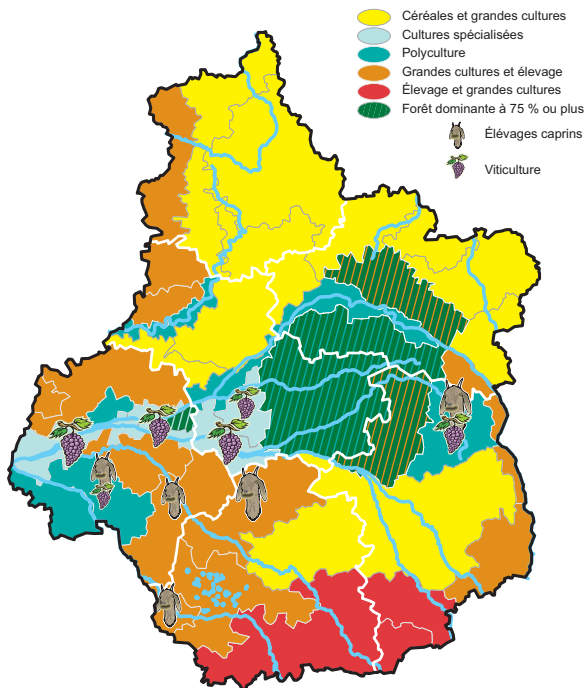 Céréales et grandes cultures
Cultures spécialisées
Polyculture
Grandes cultures et élevage
Élevage et grandes cultures
Forêt dominante à 75 % ou plus
Élévages caprins
Viticulture